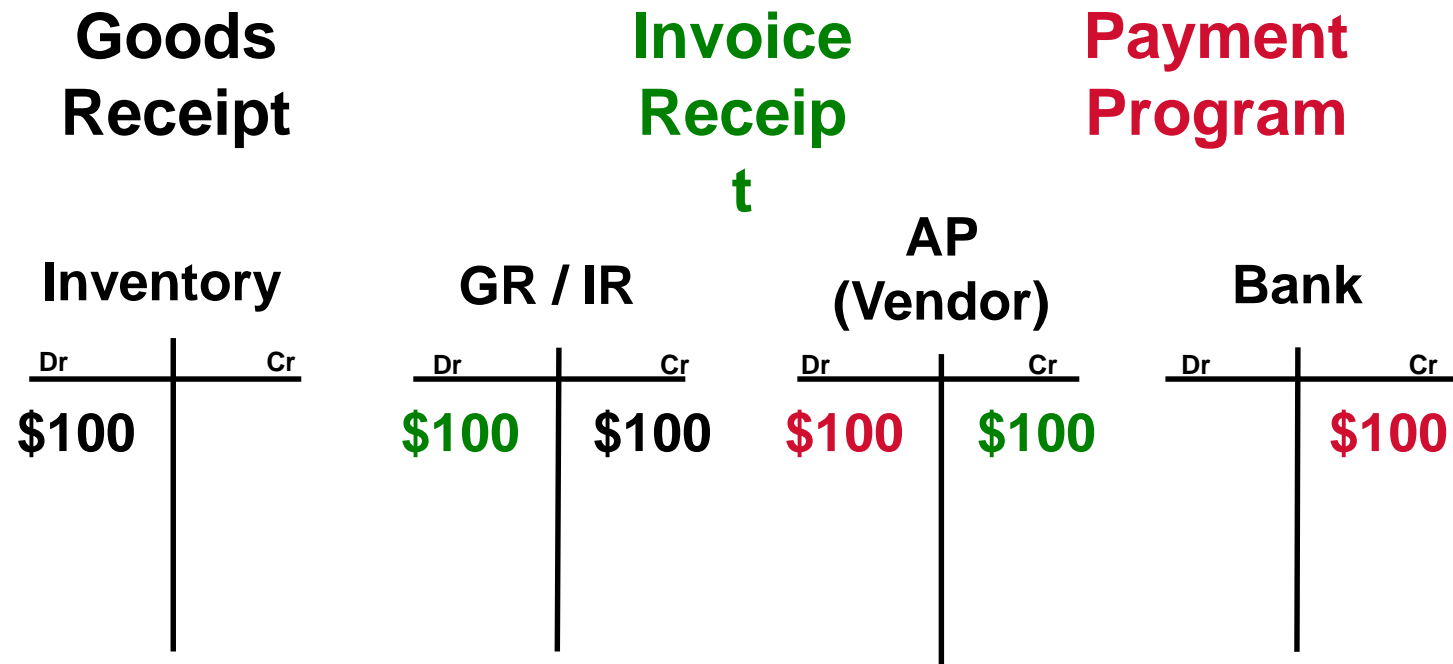 Goods
Receipt
Invoice
Receip
t
Payment
Program
Inventory
GR / IR
AP
(Vendor)
Bank
Dr Cr
Dr Cr
Dr Cr
Dr Cr
$100
$100 $100
$100 $100
$100